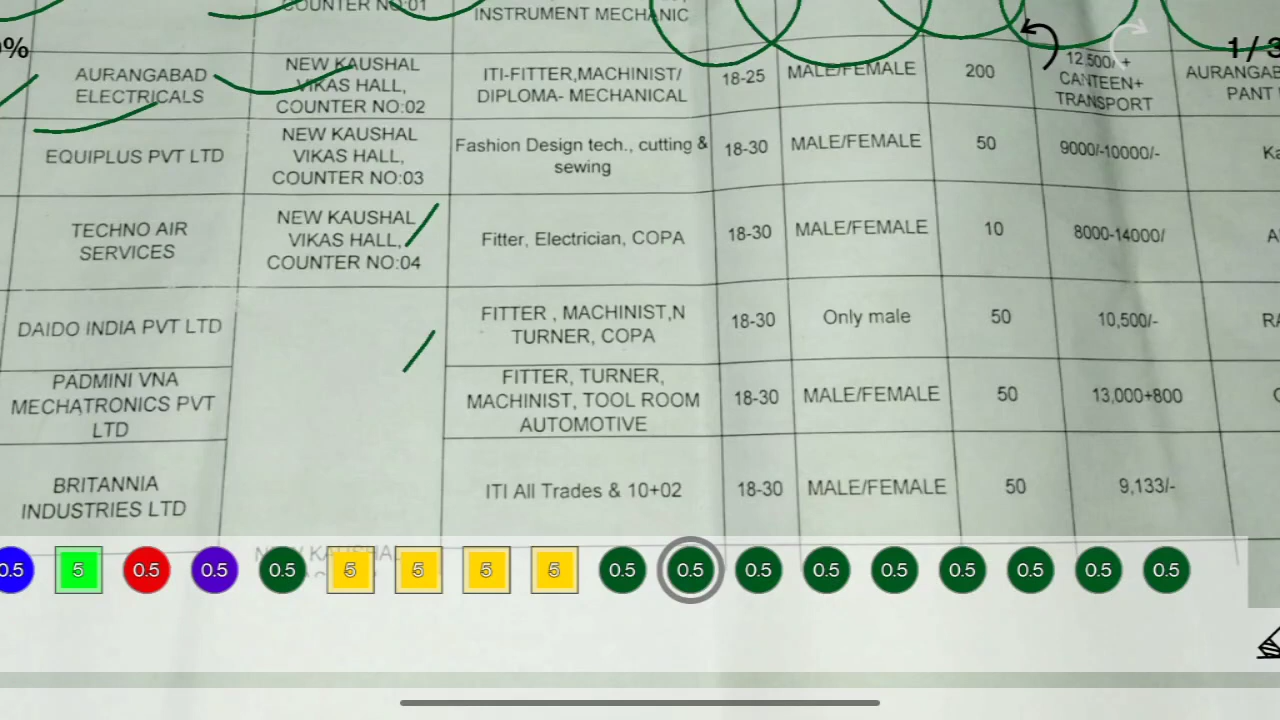 COUNTER NO:01
INSTRUMENT MECHANIC
0%
1/3
AURANGABAD
ELECTRICALS
NEW KAUSHAL
VIKAS HALL,
COUNTER NO:02
ITI-FITTER,MACHINIST/
DIPLOMA- MECHANICAL
18-25
MALE/FEMALE
200
12,500/-+
CANTEEN+
TRANSPORT
EQUIPLUS PVT LTD
NEW KAUSHAL
VIKAS HALL,
COUNTER NO:03
Fashion Design tech., cutting &
sewing
18-30
MALE/FEMALE
50
9000/-10000/-
TECHNO AIR
SERVICES
NEW KAUSHAL
VIKAS HALL,
COUNTER NO:04
Fitter, Electrician, COPA
18-30
MALE/FEMALE
10
8000-14000/
DAIDO INDIA PVT LTD
FITTER , MACHINIST,N
TURNER, COPA
18-30
Only male
50
10,500/-
PADMINI VNA
MECHATRONICS PVT
LTD
FITTER, TURNER,
MACHINIST, TOOL ROOM
AUTOMOTIVE
18-30
MALE/FEMALE
50
13,000+800
BRITANNIA
INDUSTRIES LTD
ITI All Trades & 10+02
18-30
MALE/FEMALE
50
9,133/-
0.5 5 0.5 0.5 0.5 5 5 5 5 0.5 0.5 0.5 0.5 0.5 0.5 0.5 0.5 0.5